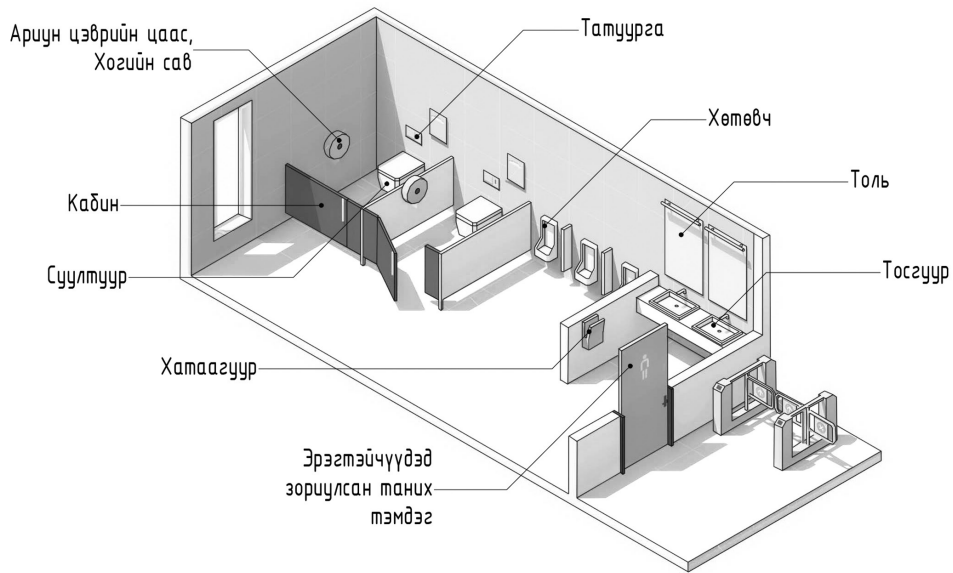 Ариун цэврийн цаас,
Хогийн сав
Татуурга
Хөтөвч
Толь
Кабин
Суултуур
Тосгуур
Хатаагуур
Эрэгтэйчүүдэд
зориулсан таних
тэмдэг